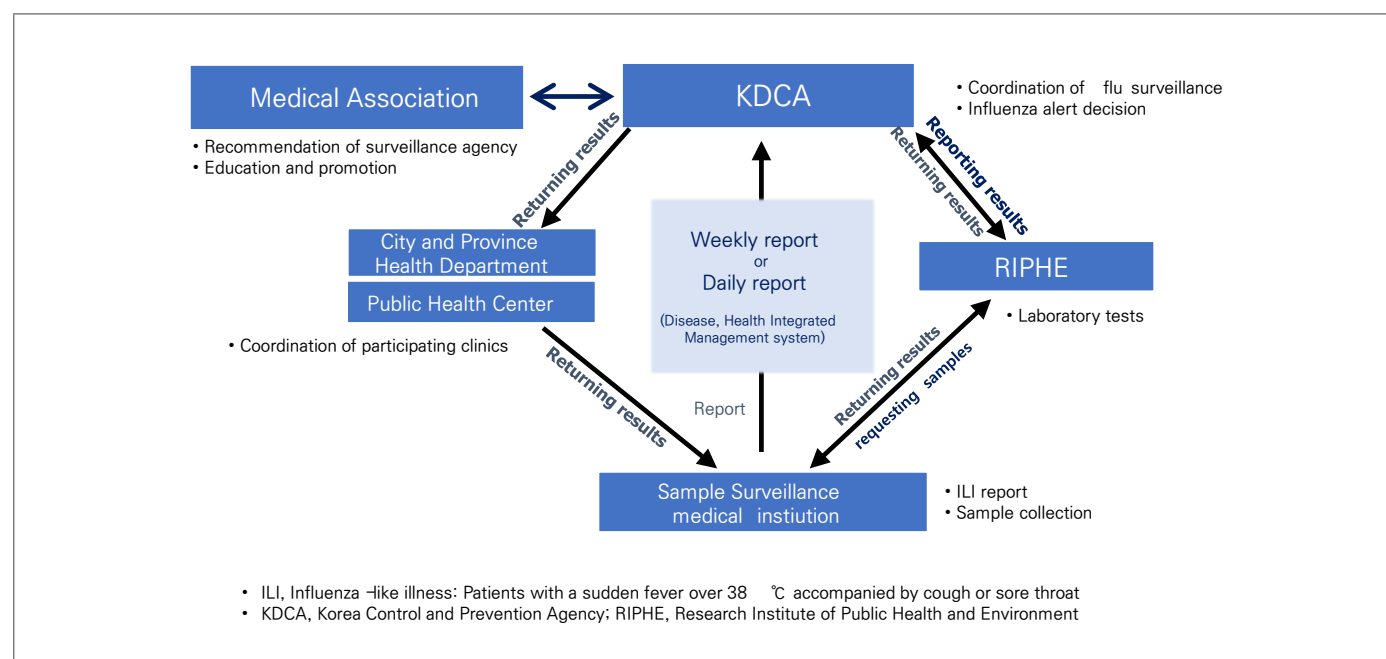 Medical Association
KDCA
• Coordination of flu surveillance
• Influenza alert decision
• Recommendation of surveillance agency
• Education and promotion
Returning results
Returning results
Reporting results
City and Province
Health Department
Public Health Center
• Coordination of participating clinics
Weekly report
or
Daily report
(Disease, Health Integrated
Management system)
RIPHE
• Laboratory tests
Returning results
Report
Returning results
requesting samples
Sample Surveillance
medical instiution
• ILI report
• Sample collection
• ILI, Influenza -like illness: Patients with a sudden fever over 38 ℃ accompanied by cough or sore throat
• KDCA, Korea Control and Prevention Agency; RIPHE, Research Institute of Public Health and Environment